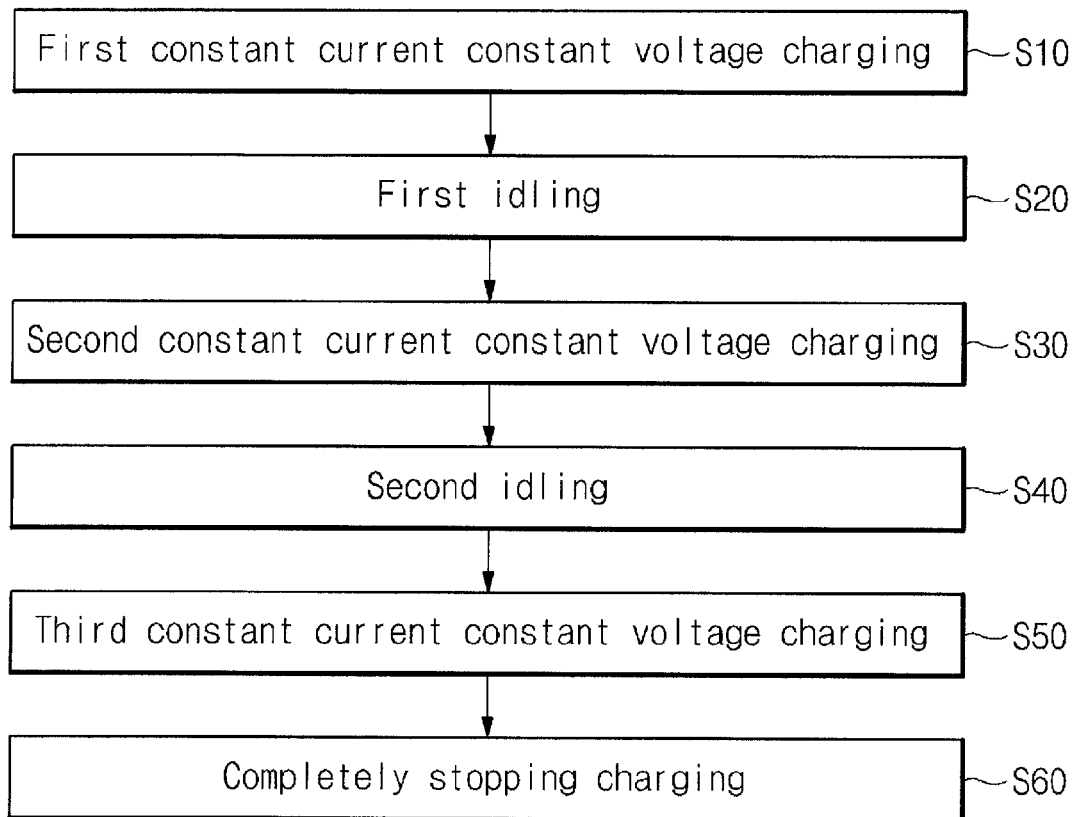 First constant current constant voltage charging S10
First idling S20
Second constant current constant voltage charging S30
Second idling S40
Third constant current constant voltage charging S50
Completely stopping charging S60